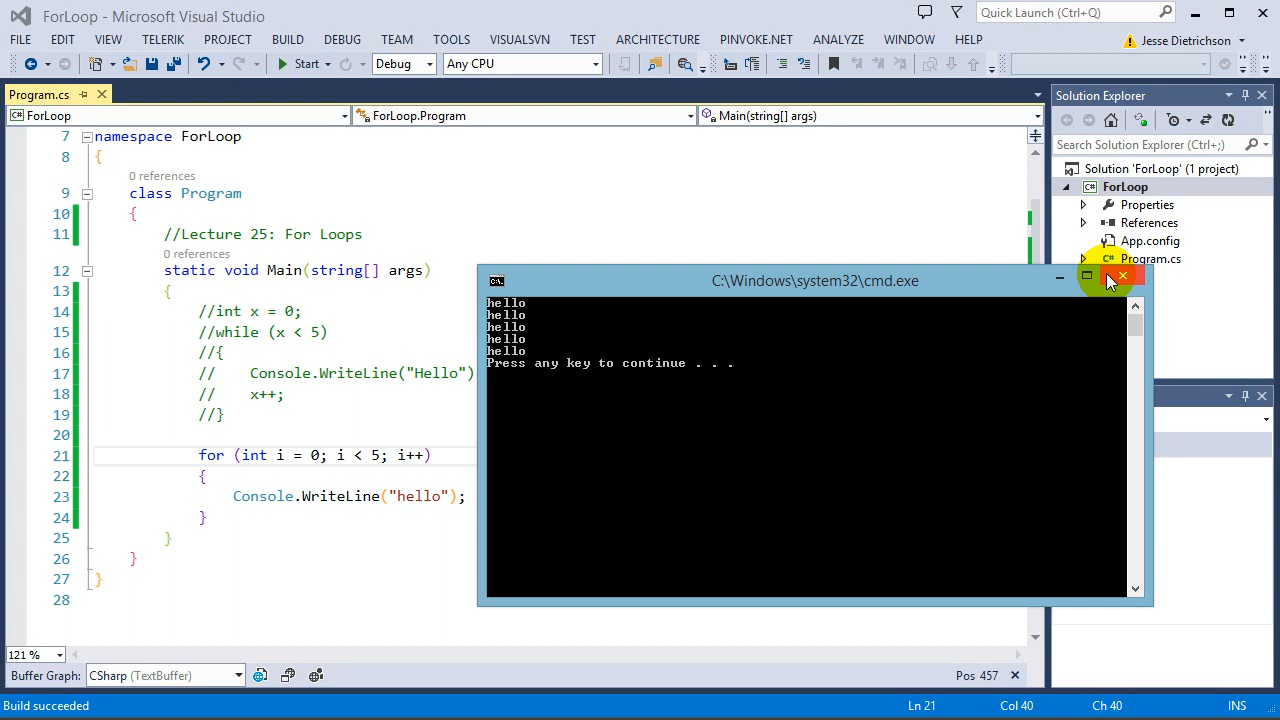 ForLoop - Microsoft Visual Studio
Quick Launch (Ctrl+Q)
FILE EDIT VIEW TELERIK PROJECT BUILD DEBUG TEAM TOOLS VISUALSVN TEST ARCHITECTURE PINVOKE.NET ANALYZE WINDOW HELP
Jesse Dietrichson
Start Debug Any CPU
Program.cs
ForLoop ForLoop.Program Main(string[] args)
7 namespace ForLoop
8 {
0 references
9 class Program
10 {
11 //Lecture 25: For Loops
0 references
12 static void Main(string[] args)
13 {
14 //int x = 0;
15 //while (x < 5)
16 //{
17 // Console.WriteLine("Hello")
18 // x++;
19 //}
20
21 for (int i = 0; i < 5; i++)
22 {
23 Console.WriteLine("hello");
24 }
25 }
26 }
27 }
28
C:\Windows\system32\cmd.exe
hello
hello
hello
hello
hello
Press any key to continue . . .
Solution Explorer
Search Solution Explorer (Ctrl+;)
Solution 'ForLoop' (1 project)
C# ForLoop
Properties
References
App.config
C# Program.cs
121 %
Buffer Graph: CSharp (TextBuffer) Pos 457
Build succeeded Ln 21 Col 40 Ch 40 INS